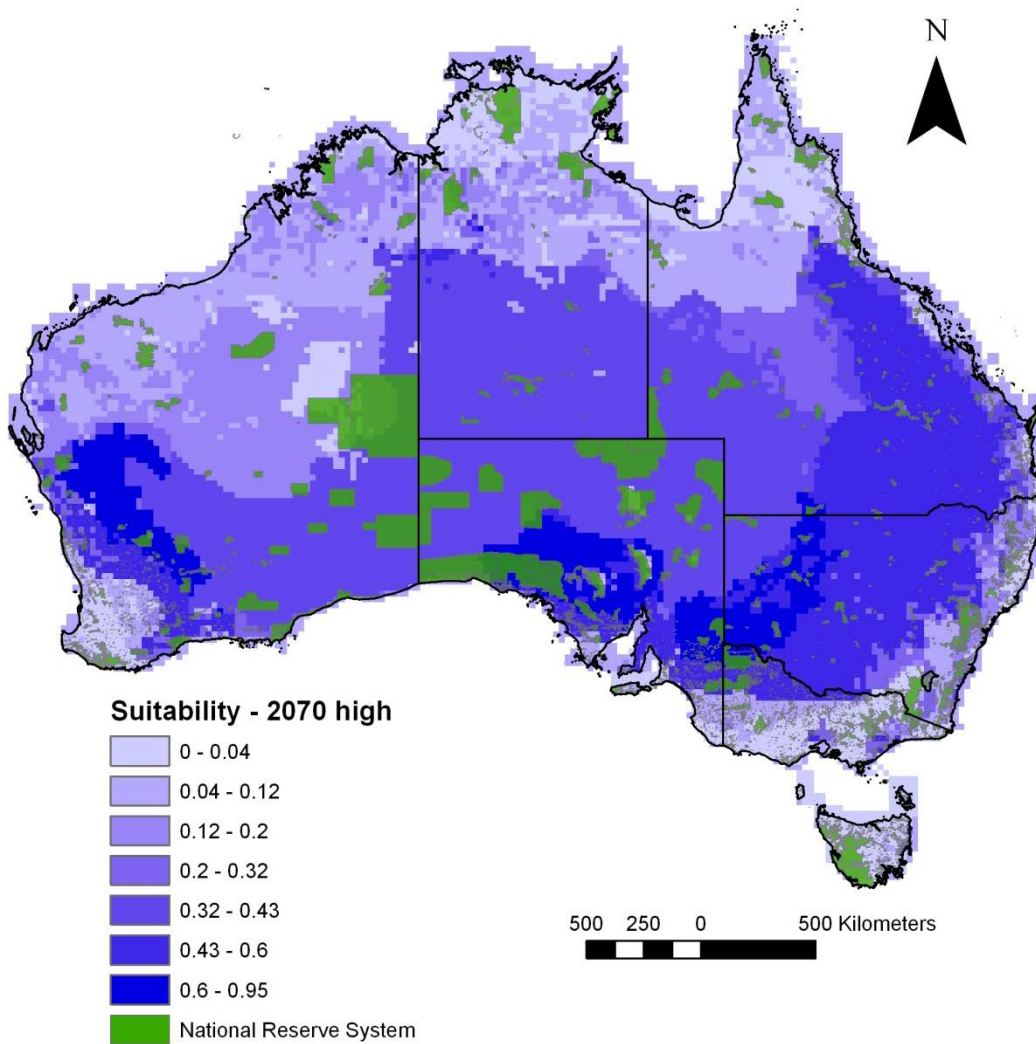 N
Suitability - 2070 high
0 - 0.04
0.04 - 0.12
0.12 - 0.2
0.2 - 0.32
0.32 - 0.43
0.43 - 0.6
0.6 - 0.95
National Reserve System
500 250 0 500 Kilometers